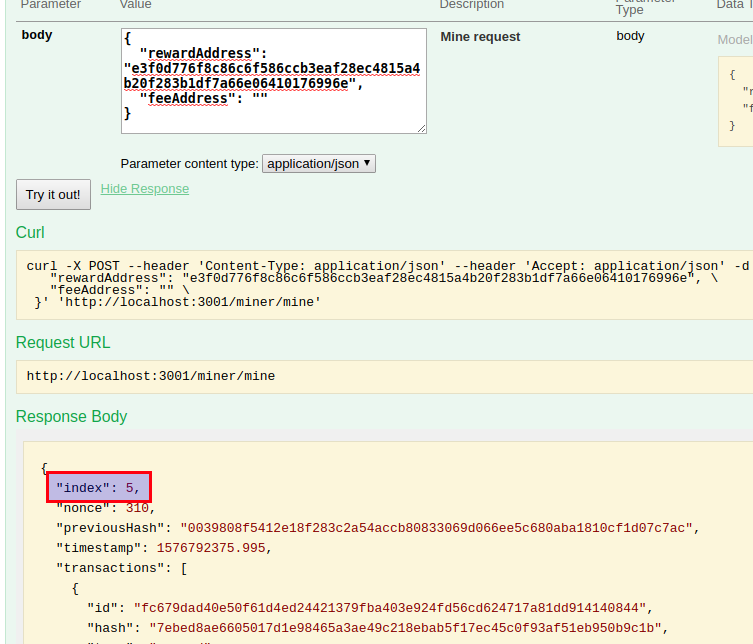 Parameter Value Description Parameter Type Data T
body { Mine request body Model
"rewardAddress":
"e3f0d776f8c86c6f586ccb3eaf28ec4815a4
b20f283b1df7a66e06410176996e",
"feeAddress": ""
}
{
"r
"f
}
Parameter content type: application/json
Try it out! Hide Response
Curl
curl -X POST --header 'Content-Type: application/json' --header 'Accept: application/json' -d
"rewardAddress": "e3f0d776f8c86c6f586ccb3eaf28ec4815a4b20f283b1df7a66e06410176996e", \
"feeAddress": "" \
}' 'http://localhost:3001/miner/mine'
Request URL
http://localhost:3001/miner/mine
Response Body
{
"index": 5,
"nonce": 310,
"previousHash": "0039808f5412e18f283c2a54accb80833069d066ee5c680aba1810cf1d07c7ac",
"timestamp": 1576792375.995,
"transactions": [
{
"id": "fc679dad40e50f61d4ed24421379fba403e924fd56cd624717a81dd914140844",
"hash": "7ebed8ae6605017d1e98465a3ae49c218ebab5f17ec45c0f93af51eb950b9c1b",